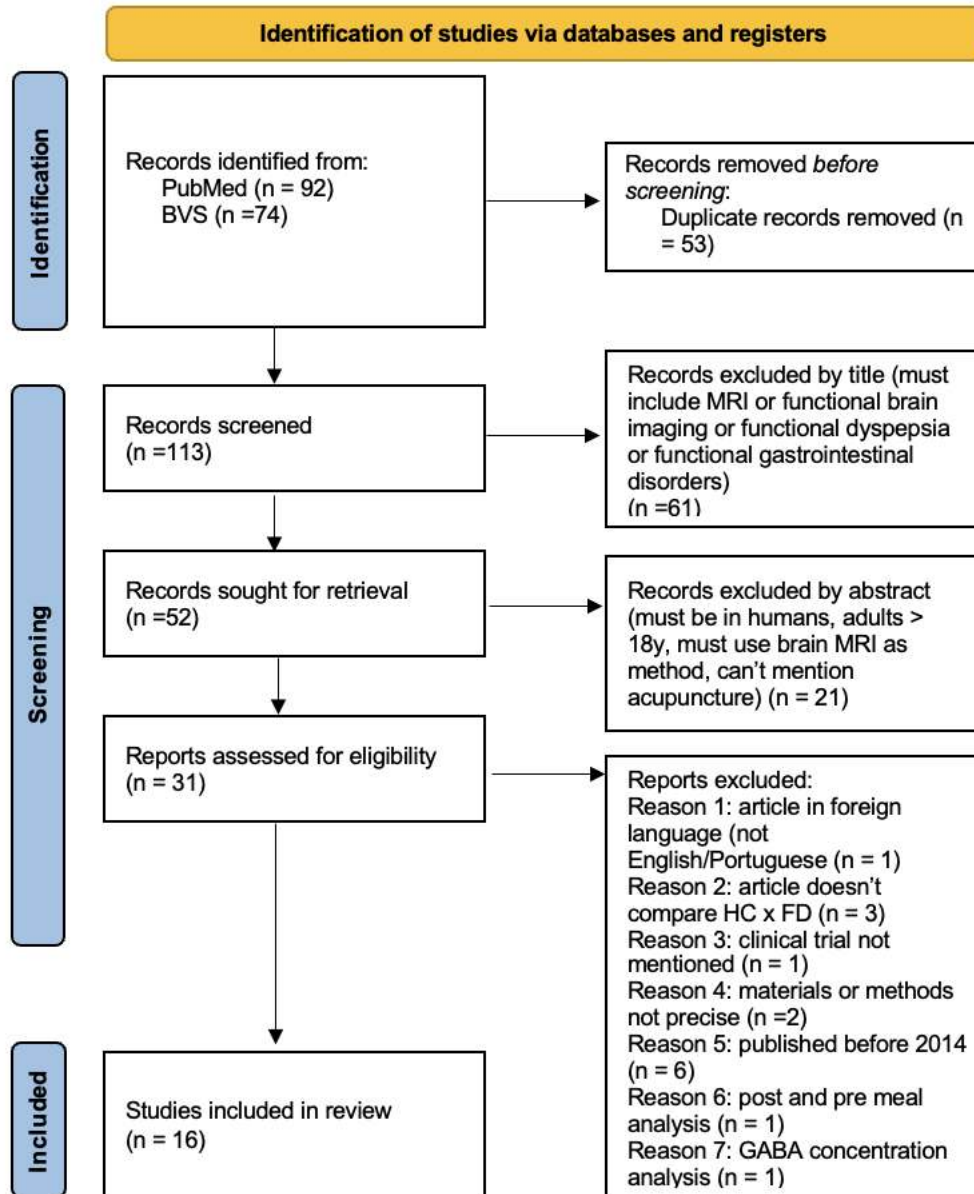 Identification of studies via databases and registers
Identification
Records identified from:
PubMed (n = 92)
BVS (n =74)
Records removed before
screening:
Duplicate records removed (n
= 53)
Screening
Records screened
(n =113)
Records excluded by title (must
include MRI or functional brain
imaging or functional dyspepsia
or functional gastrointestinal
disorders)
(n =61)
Records sought for retrieval
(n =52)
Records excluded by abstract
(must be in humans, adults >
18y, must use brain MRI as
method, can't mention
acupuncture) (n = 21)
Reports assessed for eligibility
(n = 31)
Reports excluded:
Reason 1: article in foreign
language (not
English/Portuguese (n = 1)
Reason 2: article doesn't
compare HC x FD (n = 3)
Reason 3: clinical trial not
mentioned (n = 1)
Reason 4: materials or methods
not precise (n =2)
Reason 5: published before 2014
(n = 6)
Reason 6: post and pre meal
analysis (n = 1)
Reason 7: GABA concentration
analysis (n = 1)
Included
Studies included in review
(n = 16)